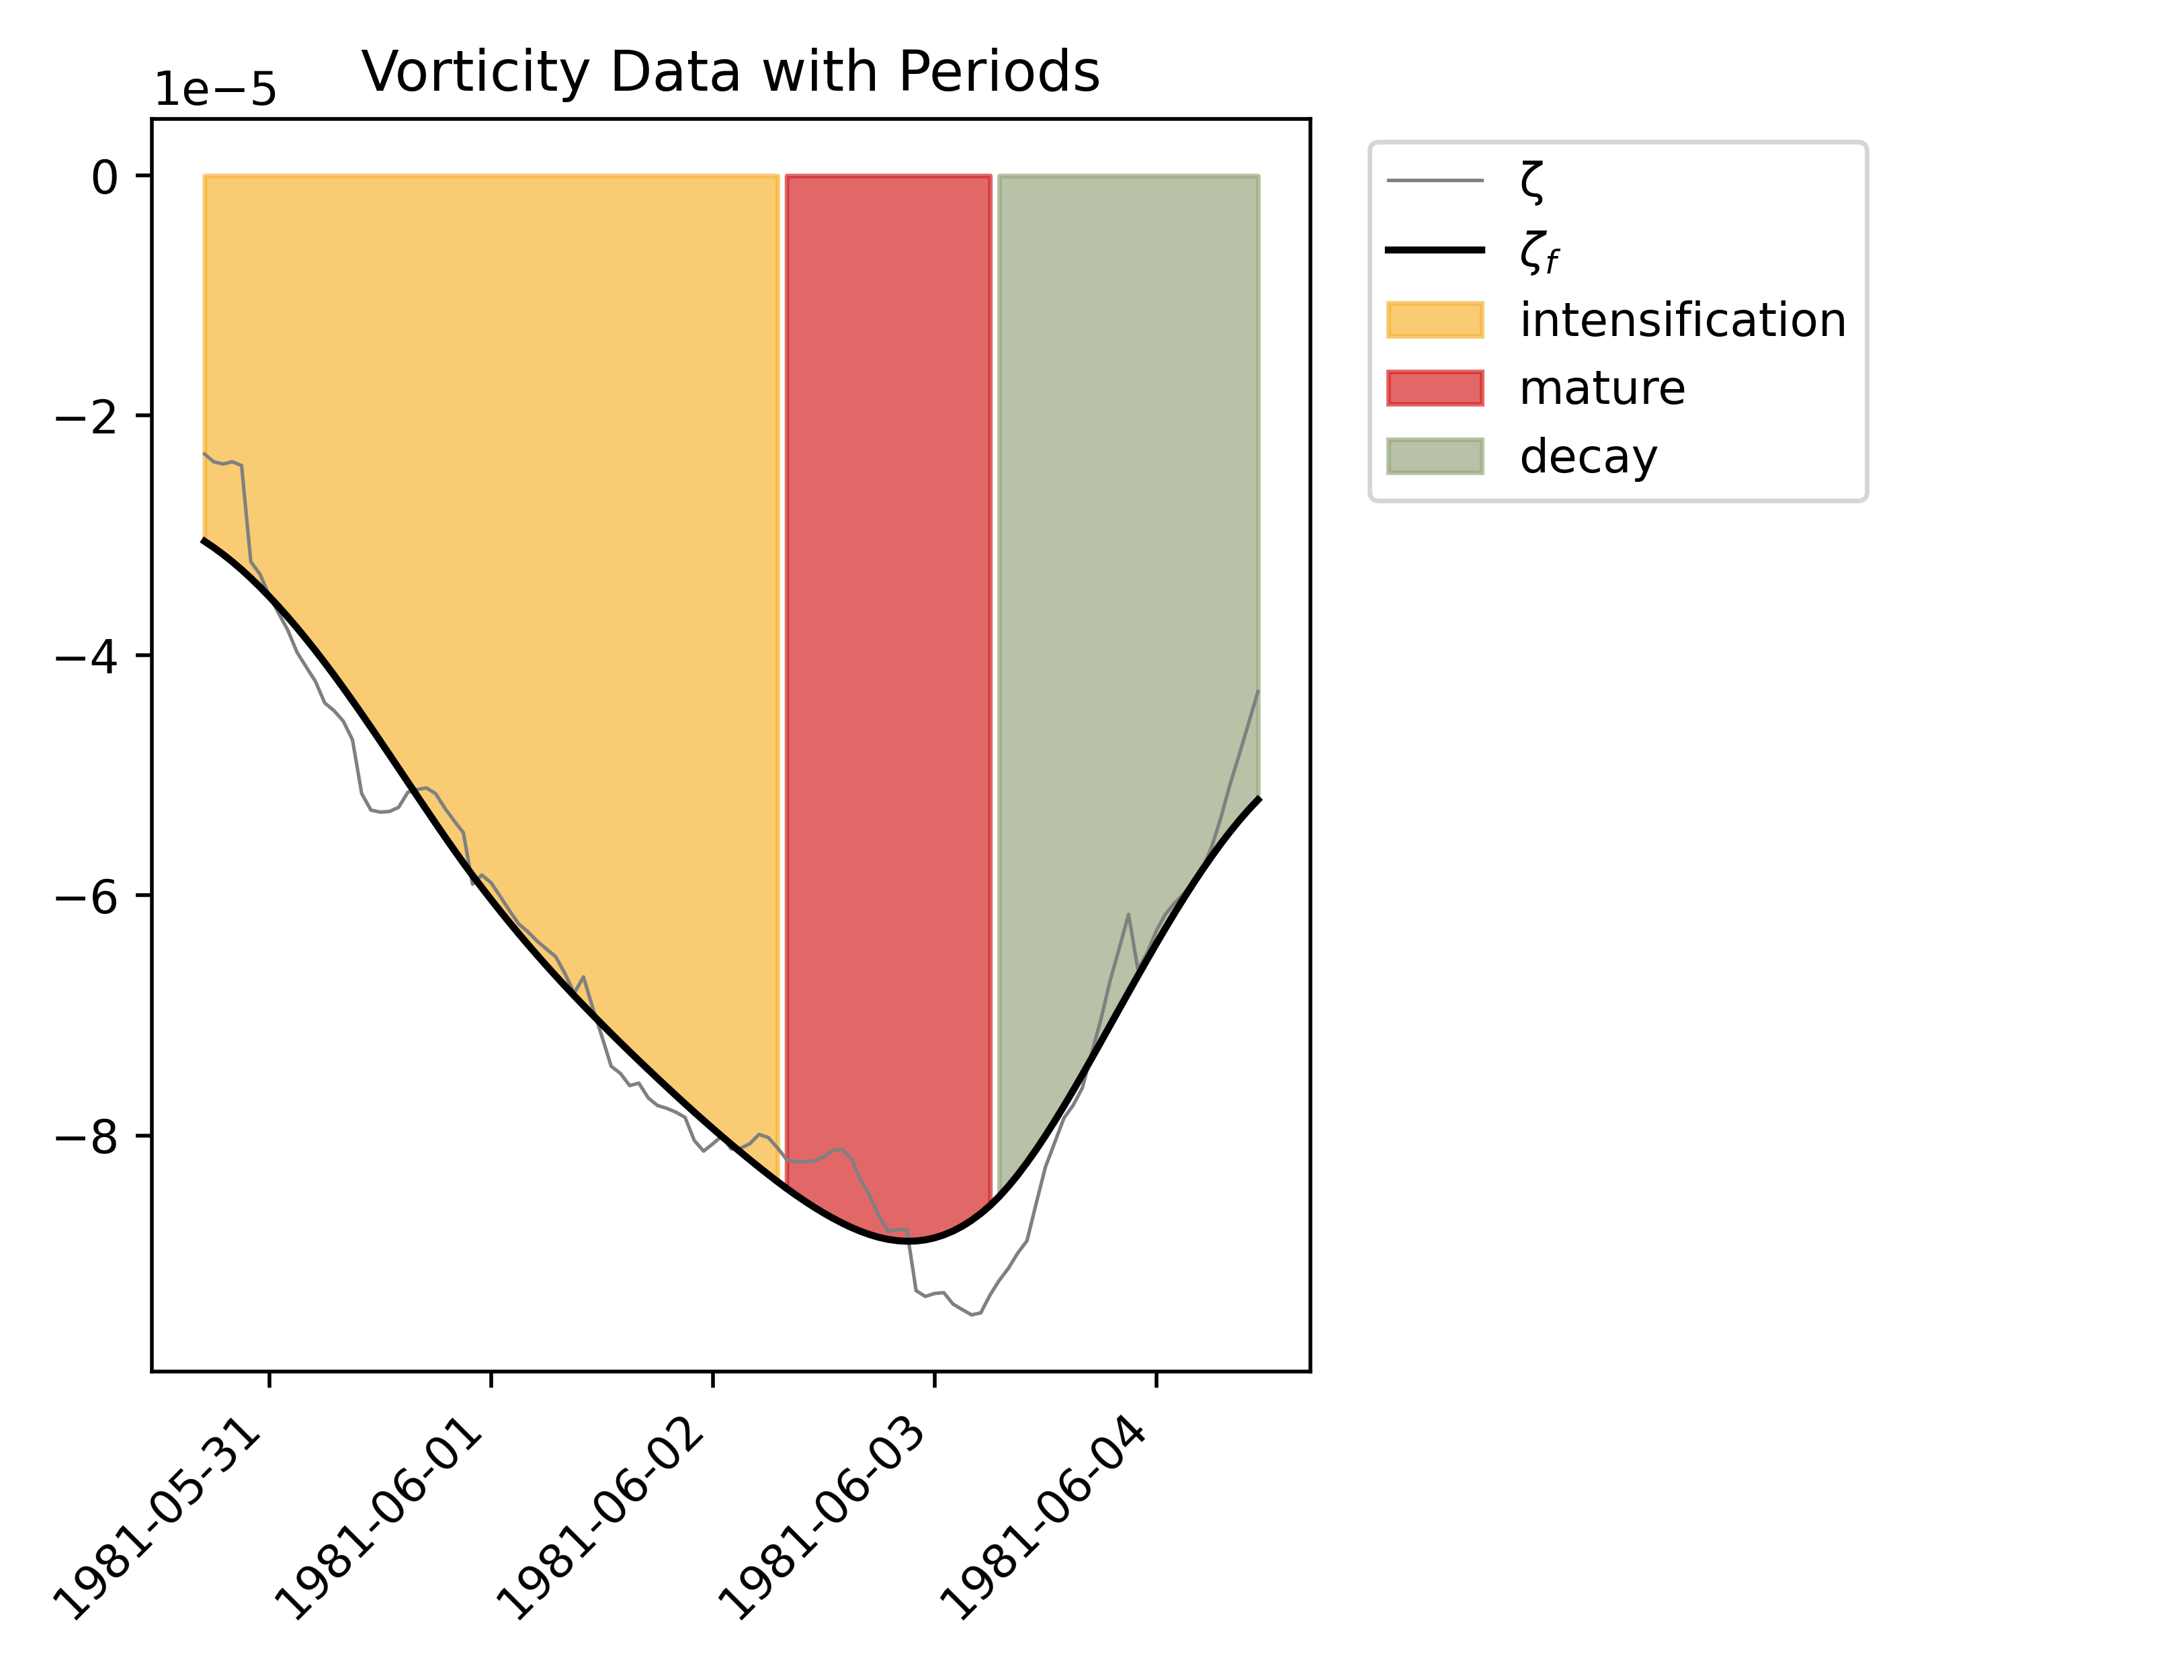 Vorticity Data with Periods
1e−5
0
−2
−4
−6
−8
1981-05-31
1981-06-01
1981-06-02
1981-06-03
1981-06-04
ζ
ζf
intensification
mature
decay